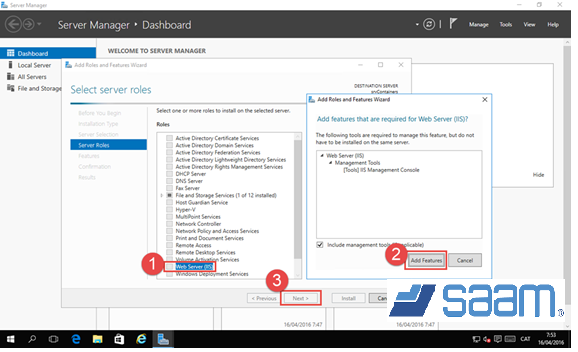 Server Manager
Server Manager • Dashboard
Manage Tools View Help
Dashboard
Local Server
All Servers
File and Storage
WELCOME TO SERVER MANAGER
Add Roles and Features Wizard
Select server roles
DESTINATION SERVER
Before You Begin
Installation Type
Server Selection
Server Roles
Features
Confirmation
Results
Select one or more roles to install on the selected server.
Roles
Active Directory Certificate Services
Active Directory Domain Services
Active Directory Federation Services
Active Directory Lightweight Directory Services
Active Directory Rights Management Services
DHCP Server
DNS Server
Fax Server
File and Storage Services (1 of 12 installed)
Host Guardian Service
Hyper-V
MultiPoint Services
Network Controller
Network Policy and Access Services
Print and Document Services
Remote Access
Remote Desktop Services
Volume Activation Services
1
Web Server (IIS)
Windows Deployment Services
3
< Previous
Next >
Install
Add Roles and Features Wizard
Add features that are required for Web Server (IIS)?
The following tools are required to manage this feature, but do not
have to be installed on the same server.
Web Server (IIS)
Management Tools
[Tools] IIS Management Console
Include management tools
2
Add Features
Cancel
Hide
saam®
16/04/2016 7:47
16/04/2016 7:47
CAT
7:53
16/04/2016